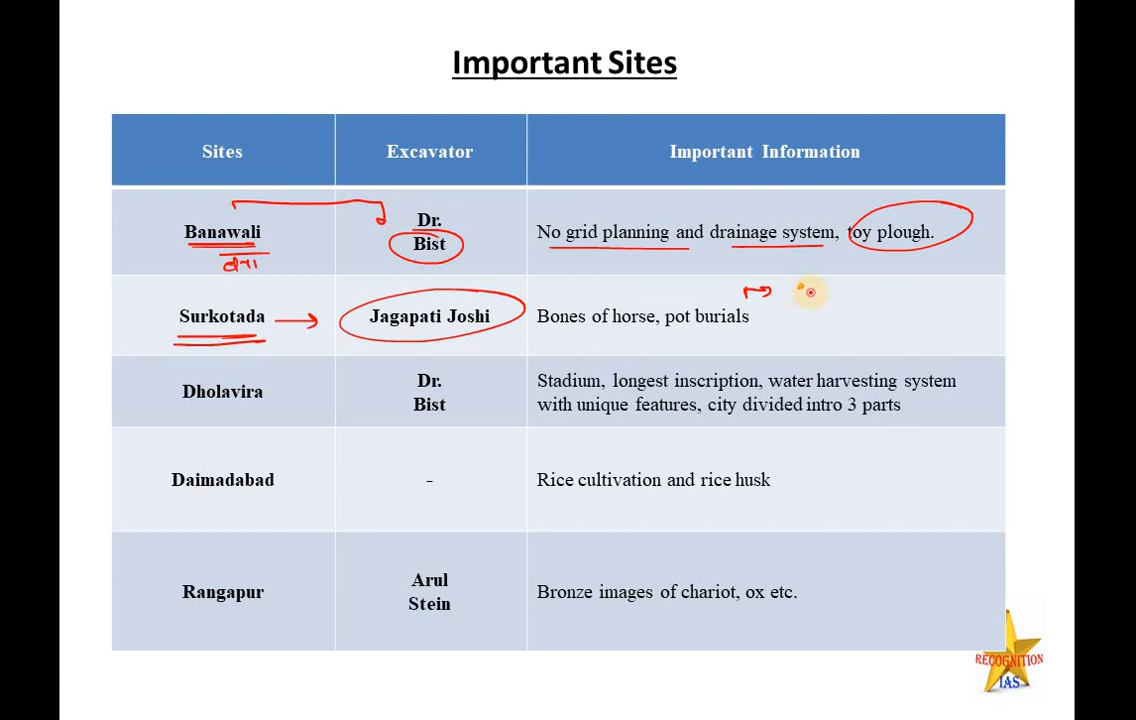 Important Sites
Sites Excavator Important Information
Banawali Dr. Bist No grid planning and drainage system, toy plough.
Surkotada Jagapati Joshi Bones of horse, pot burials
Dholavira Dr. Bist Stadium, longest inscription, water harvesting system
with unique features, city divided intro 3 parts
Daimadabad - Rice cultivation and rice husk
Rangapur Arul Stein Bronze images of chariot, ox etc.
RECOGNITION
IAS